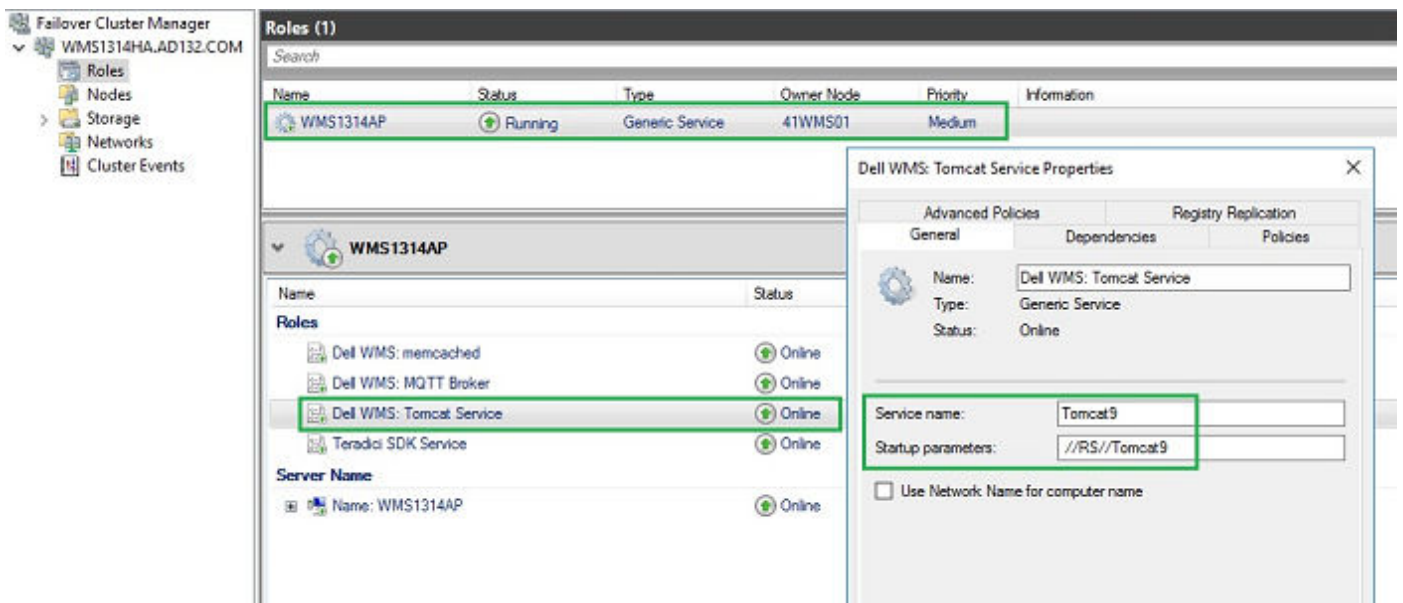 Failover Cluster Manager
WMS1314HA.AD132.COM
Roles
Nodes
Storage
Networks
Cluster Events
Roles (1)
Search
Name Status Type Owner Node Priority Information
WMS1314AP Running Generic Service 41WMS01 Medium
WMS1314AP
Name Status
Roles
Dell WMS: memcached Online
Dell WMS: MQTT Broker Online
Dell WMS: Tomcat Service Online
Teradici SDK Service Online
Server Name
Name: WMS1314AP Online
Dell WMS: Tomcat Service Properties
Advanced Policies Registry Replication
General Dependencies Policies
Name: Dell WMS: Tomcat Service
Type: Generic Service
Status: Online
Service name: Tomcat9
Startup parameters: //RS//Tomcat9
Use Network Name for computer name